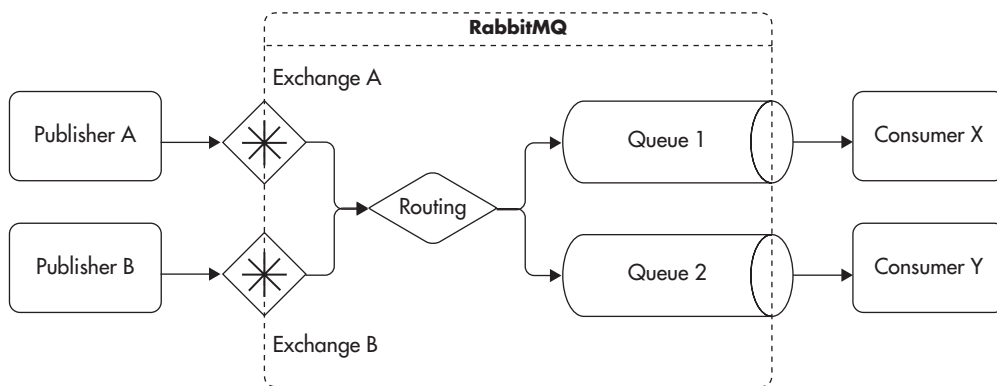 RabbitMQ
Exchange A
Publisher A
Queue 1
Consumer X
Routing
Publisher B
Queue 2
Consumer Y
Exchange B